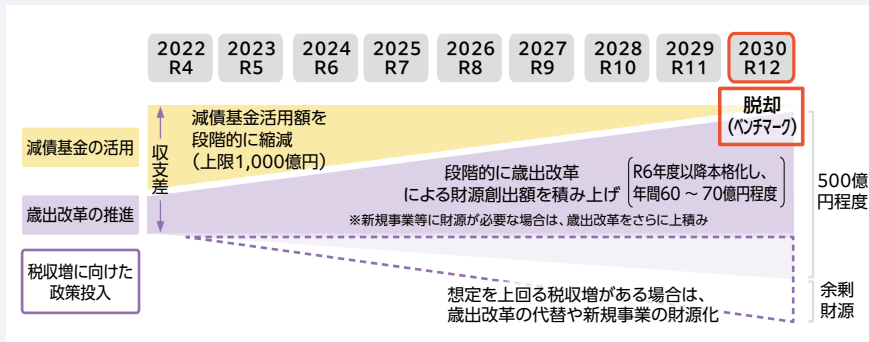 2022 2023 2024 2025 2026 2027 2028 2029 2030
R4 R5 R6 R7 R8 R9 R10 R11 R12
脱却
(ベンチマーク)
減債基金の活用
収支差
減債基金活用額を
段階的に縮減
(上限1,000億円)
歳出改革の推進
段階的に歳出改革
による財源創出額を積み上げ
R6年度以降本格化し、
年間60 ～ 70億円程度
※新規事業等に財源が必要な場合は、歳出改革をさらに上積み
500億
円程度
税収増に向けた
政策投入
想定を上回る税収増がある場合は、
歳出改革の代替や新規事業の財源化
余剰
財源